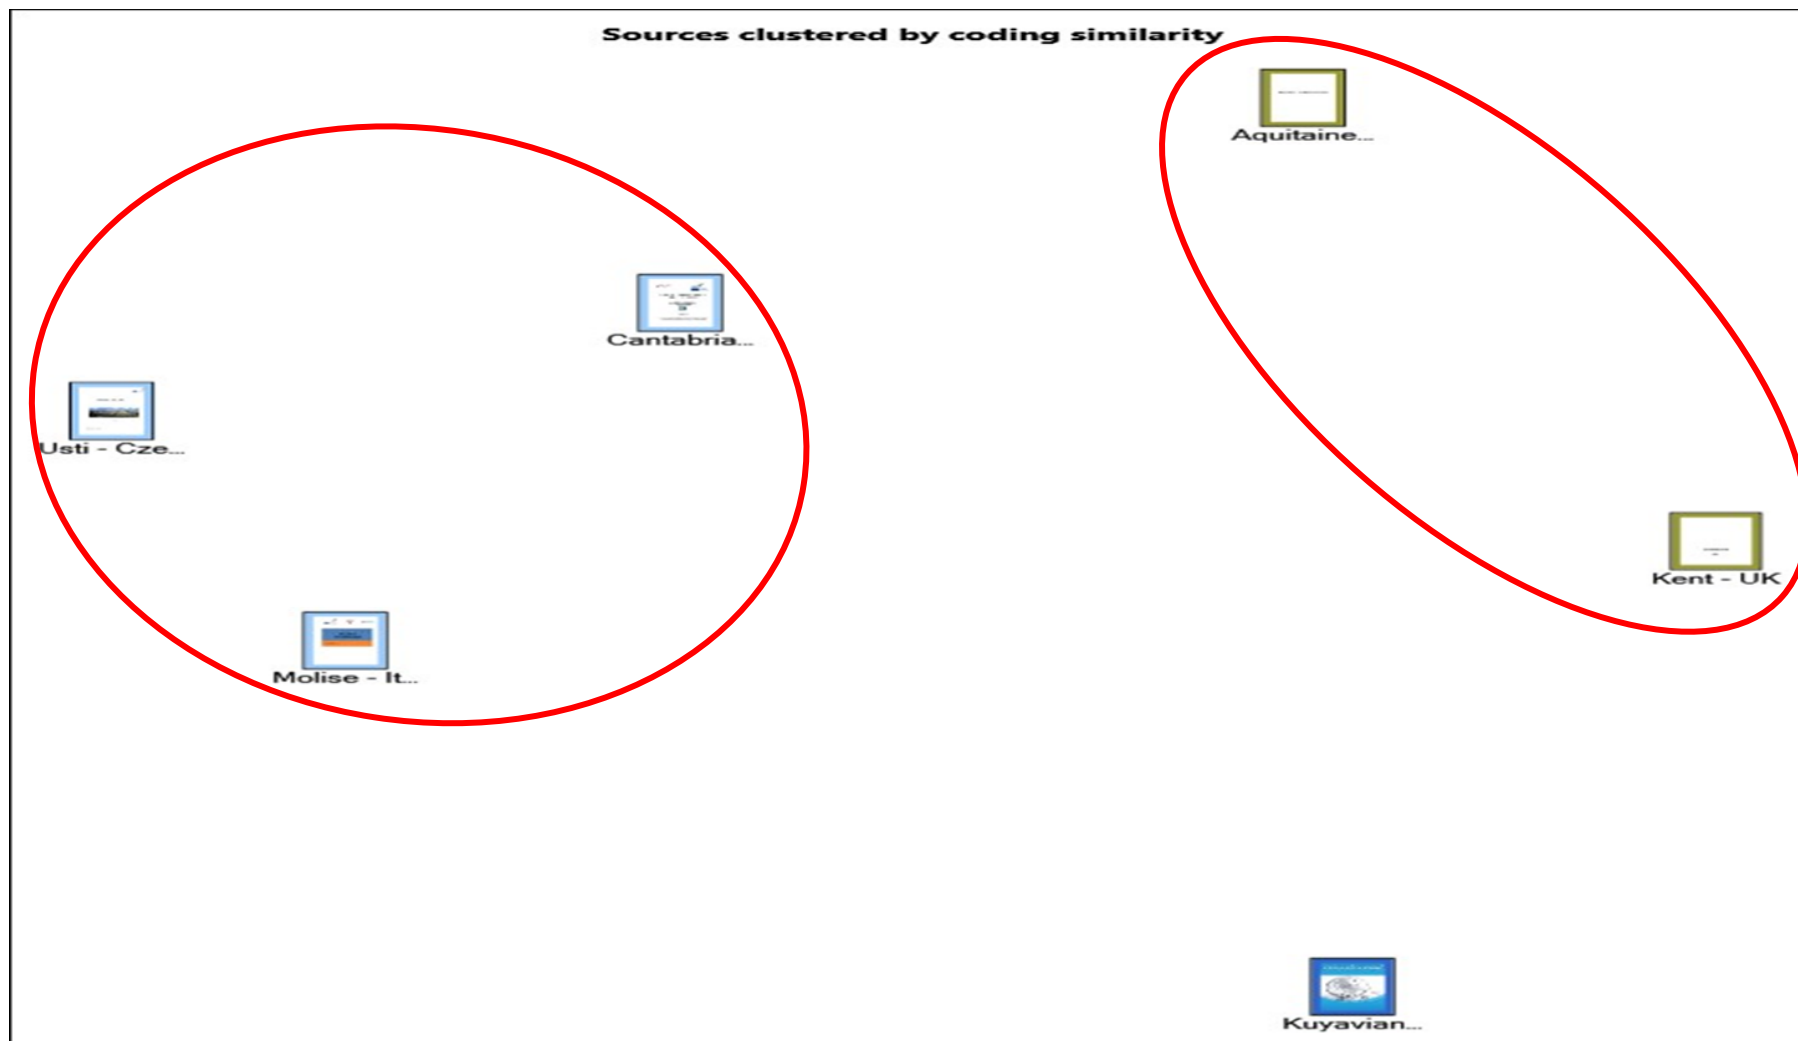 Sources clustered by coding similarity
Aquitaine...
Cantabria...
Usti - Cze...
Kent - UK
Molise - It...
Kuyavian...